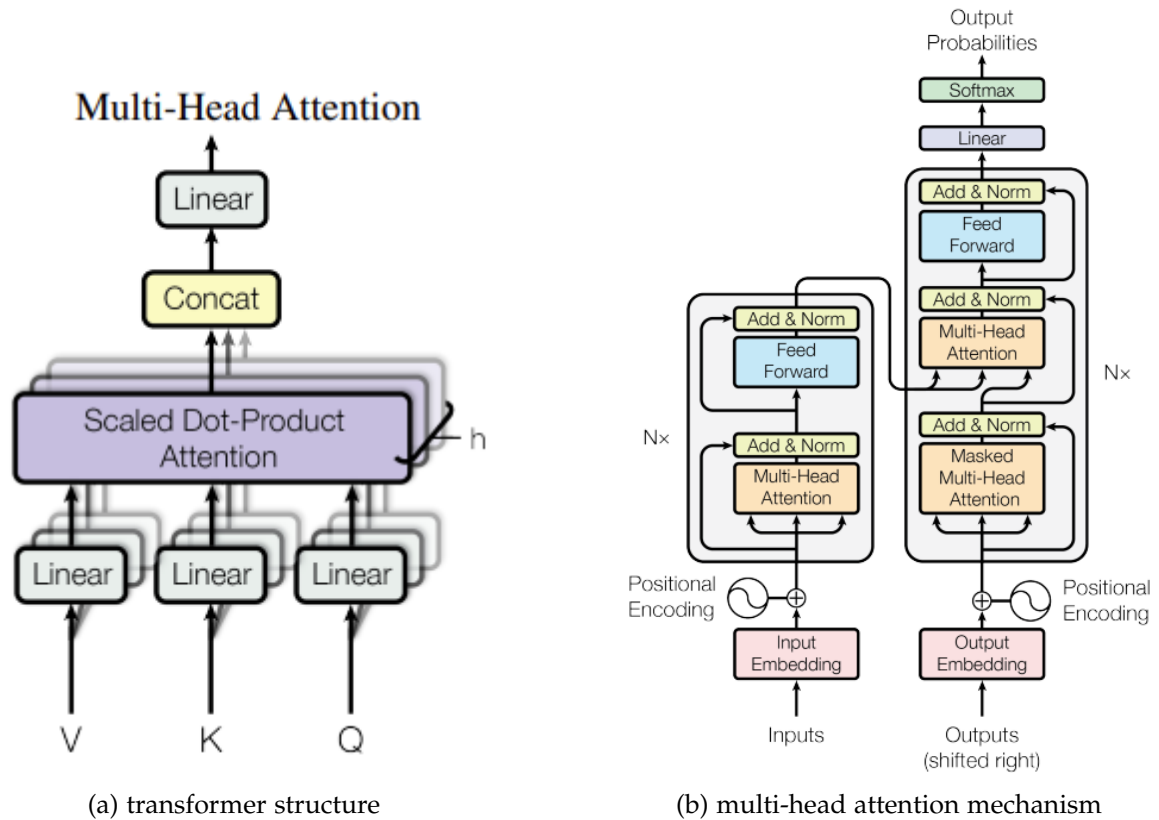 Multi-Head Attention
Linear
Concat
Scaled Dot-Product
Attention
h
Linear
Linear
Linear
V
K
Q
(a) transformer structure
Output
Probabilities
Softmax
Linear
Add & Norm
Feed
Forward
Add & Norm
Multi-Head
Attention
N×
Add & Norm
Masked
Multi-Head
Attention
Add & Norm
Feed
Forward
N×
Add & Norm
Multi-Head
Attention
Positional
Encoding
Positional
Encoding
Input
Embedding
Output
Embedding
Inputs
Outputs
(shifted right)
(b) multi-head attention mechanism